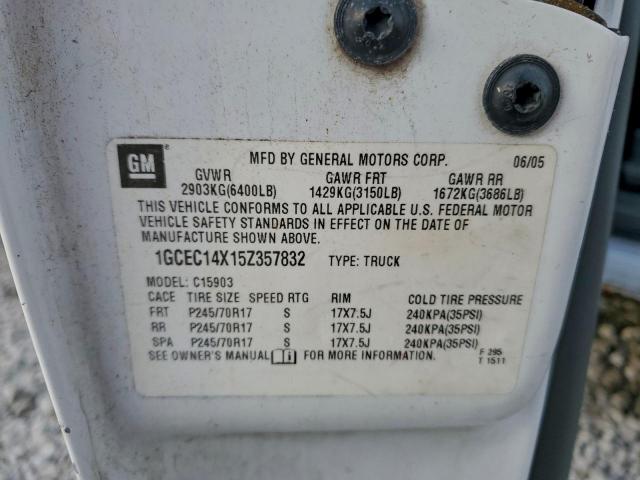 GM
MFD BY GENERAL MOTORS CORP. 06/05
GVWR GAWR FRT GAWR RR
2903KG(6400LB) 1429KG(3150LB) 1672KG(3686LB)
THIS VEHICLE CONFORMS TO ALL APPLICABLE U.S. FEDERAL MOTOR
VEHICLE SAFETY STANDARDS IN EFFECT ON THE DATE OF
MANUFACTURE SHOWN ABOVE.
1GCEC14X15Z357832 TYPE: TRUCK
MODEL: C15903
CACE TIRE SIZE SPEED RTG RIM COLD TIRE PRESSURE
FRT P245/70R17 S 17X7.5J 240KPA(35PSI)
RR P245/70R17 S 17X7.5J 240KPA(35PSI)
SPA P245/70R17 S 17X7.5J 240KPA(35PSI)
SEE OWNER'S MANUAL FOR MORE INFORMATION. F 295
T 1511